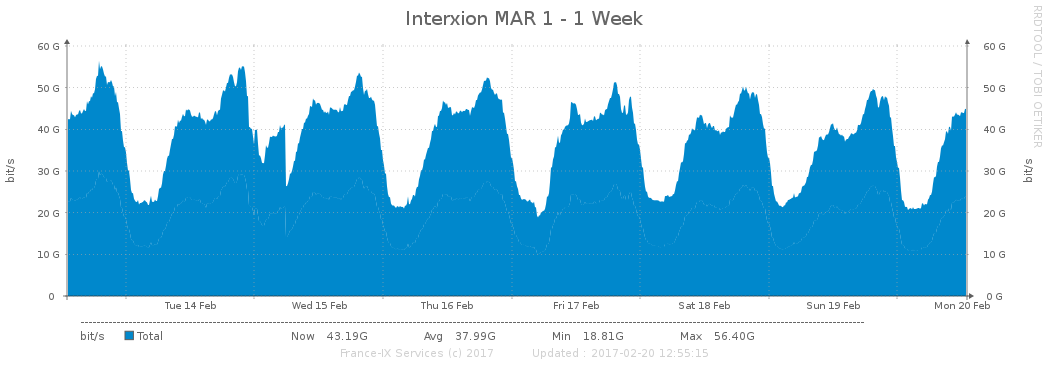 Interxion MAR 1 - 1 Week
RRDTOOL / TOBI OETIKER
bit/s
60 G
50 G
40 G
30 G
20 G
10 G
0
60 G
50 G
40 G
30 G
20 G
10 G
0 G
bit/s
Tue 14 Feb Wed 15 Feb Thu 16 Feb Fri 17 Feb Sat 18 Feb Sun 19 Feb Mon 20 Feb
bit/s Total Now 43.19G Avg 37.99G Min 18.81G Max 56.40G
France-IX Services (c) 2017 Updated : 2017-02-20 12:55:15